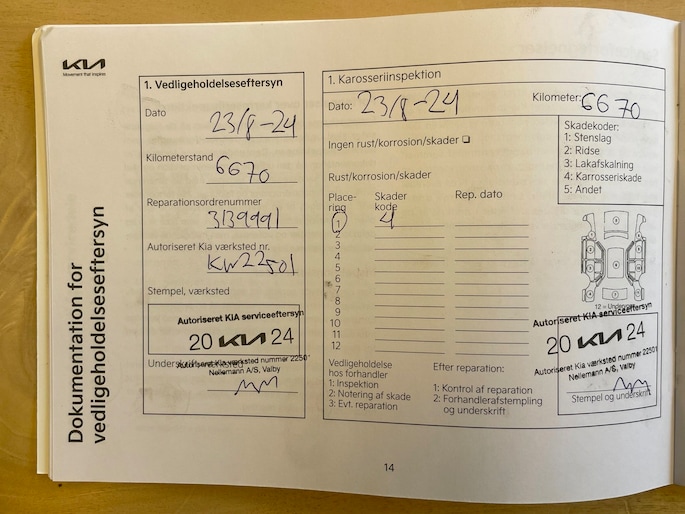 KIA
Movement that inspires
Dokumentation for
vedligeholdelseseftersyn
1. Vedligeholdelseseftersyn
Dato
23/8-24
Kilometerstand
6670
Reparationsordrenummer
3139991
Autoriseret Kia værksted nr.
KW22501
Stempel, værksted
Autoriseret KIA serviceeftersyn
20 KIA 24
Autoriseret Kia værksted nummer 2250
Nellemann A/S, Valby
1. Karosseriinspektion
Dato: 23/8-24 Kilometer: 6670
Ingen rust/korrosion/skader
Rust/korrosion/skader
Place-
ring Skader
kode Rep. dato
1 4
2
3
4
5
6
7
8
9
10
11
12
Skadekoder:
1: Stenslag
2: Ridse
3: Lakafskalning
4: Karrosseriskade
5: Andet
12 = Undervogn
Autoriseret KIA serviceeftersyn
20 KIA 24
Autoriseret Kia værksted nummer 2250
Nellemann A/S, Valby
Stempel og underskrift
Vedligeholdelse
hos forhandler
1: Inspektion
2: Notering af skade
3: Evt. reparation
Efter reparation:
1: Kontrol af reparation
2: Forhandlerafstempling
og underskrift
14